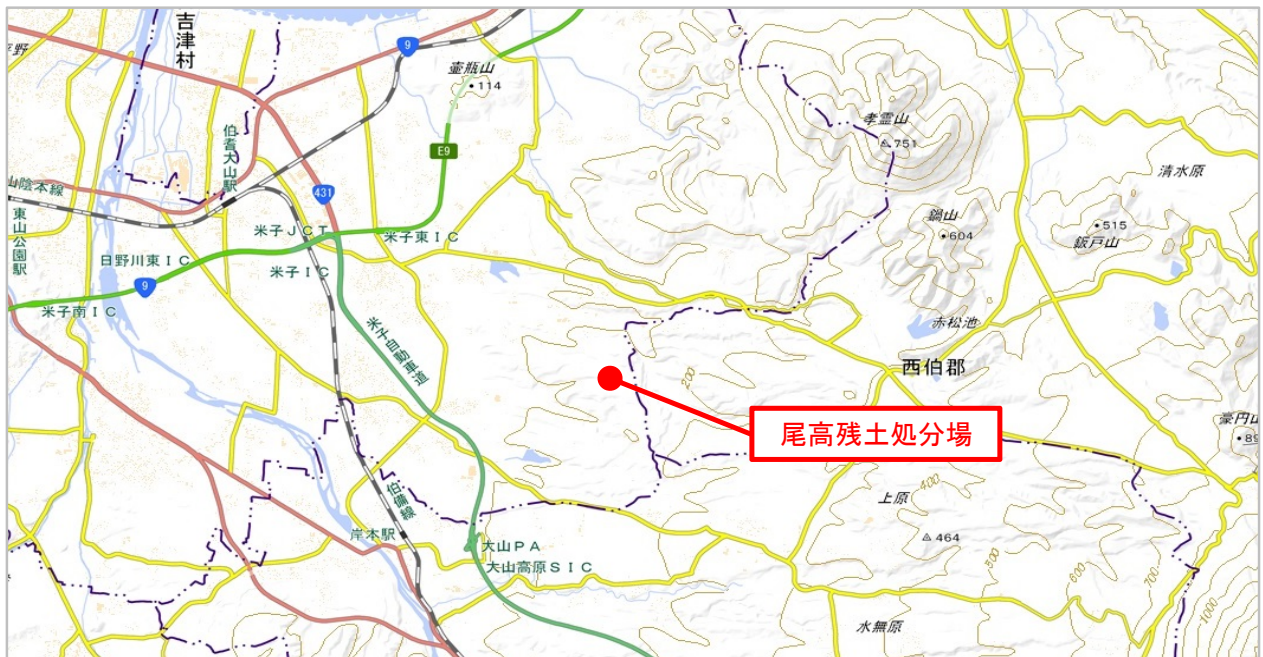 吉津村
平野
9
壷瓶山
114
孝霊山
751
伯耆大山駅
E9
清水原
山陰本線
431
東山公園駅
鍋山
604
515
飯戸山
米子JCT
米子東IC
日野川東IC
米子IC
9
米子南IC
米子自動車道
赤松池
200
西伯郡
尾高残土処分場
豪円山
89
伯備線
上原
400
岸本駅
大山PA
464
大山高原SIC
300
600
700
1000
水無原